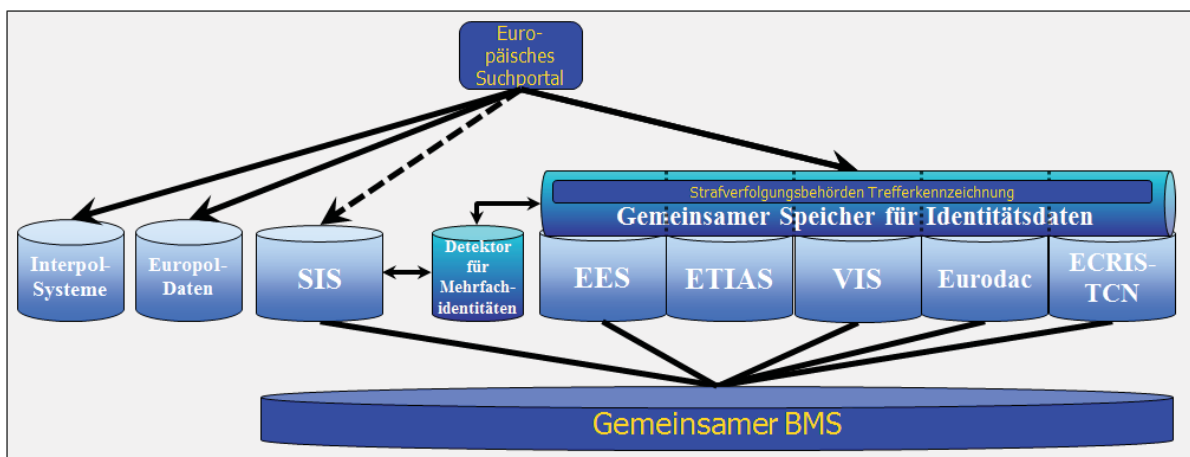 Euro-
päisches
Suchportal
Strafverfolgungsbehörden Trefferkennzeichnung
Gemeinsamer Speicher für Identitätsdaten
Interpol-
Systeme
Europol-
Daten
SIS
Detektor
für
Mehrfach-
identitäten
EES
ETIAS
VIS
Eurodac
ECRIS-
TCN
Gemeinsamer BMS